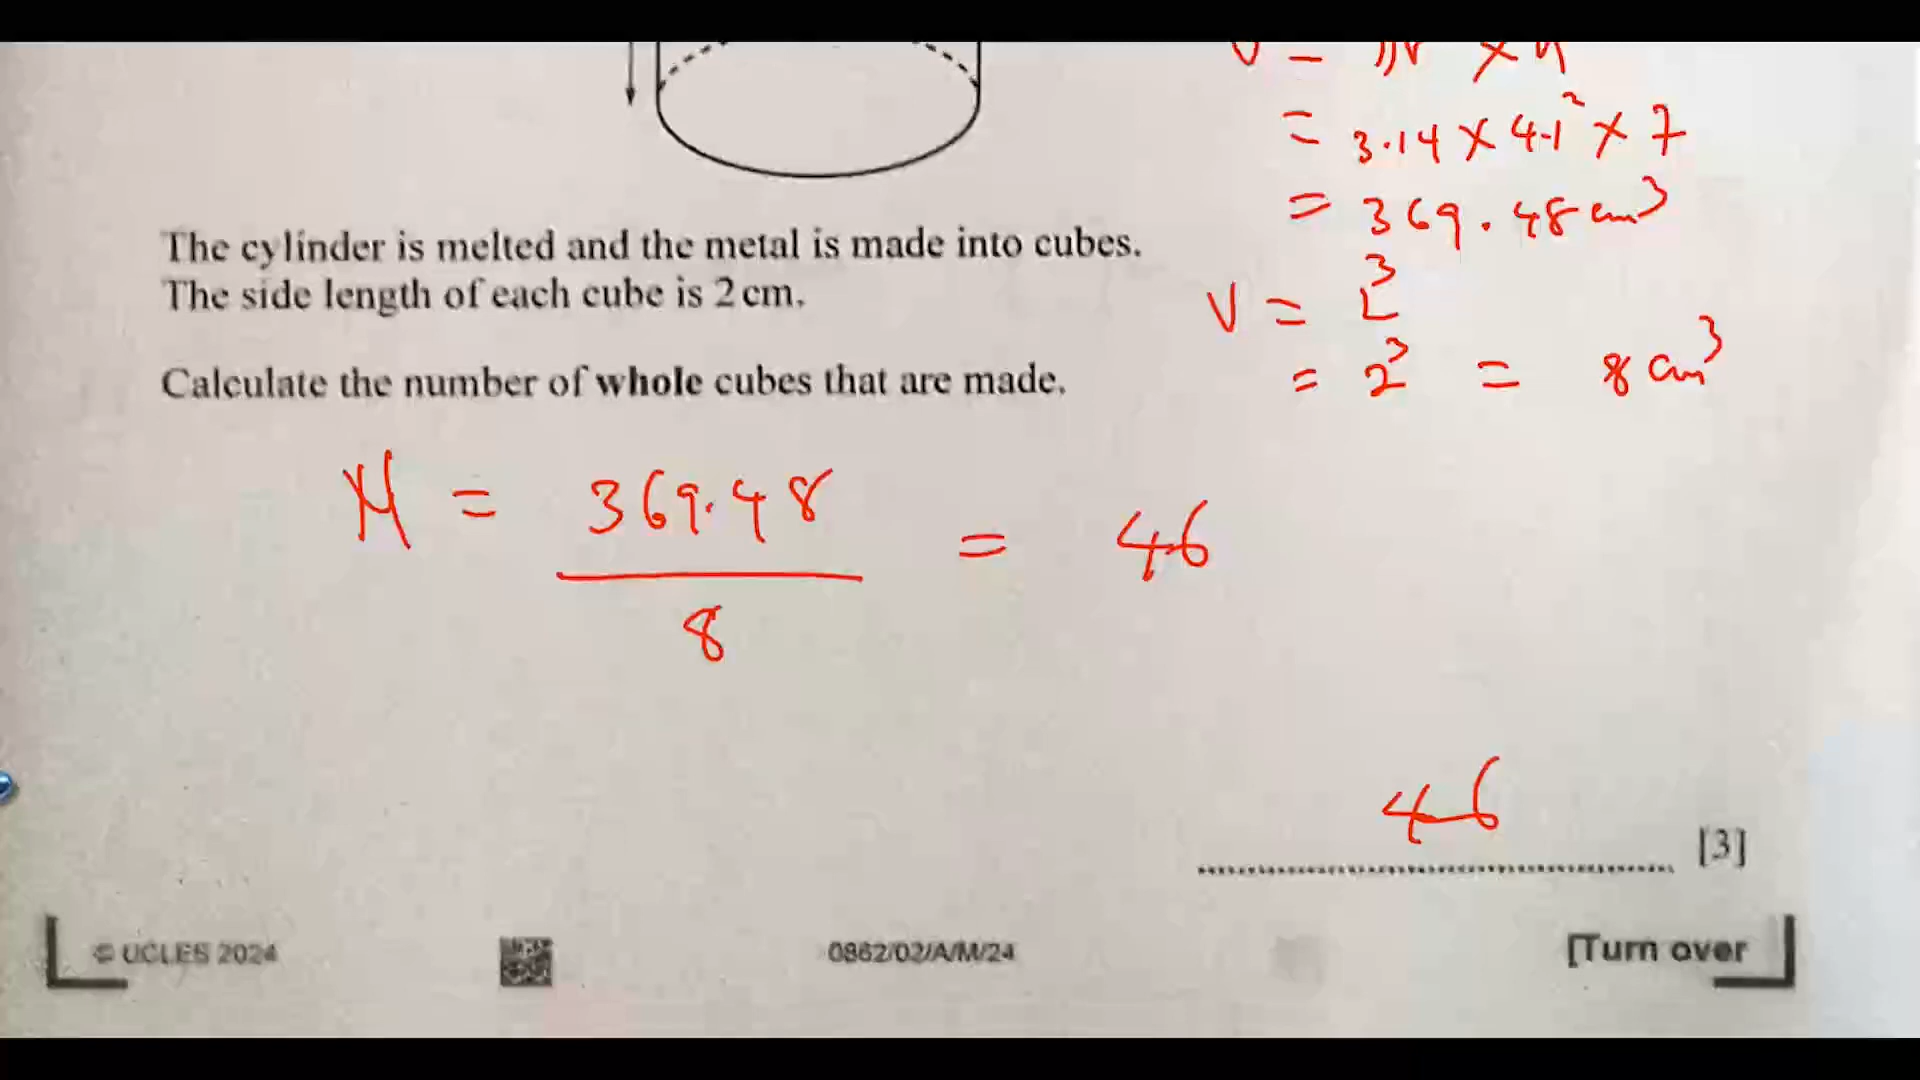 = 3.14 × 4.1² × 7
= 369.48 cm³
The cylinder is melted and the metal is made into cubes.
The side length of each cube is 2 cm.
V = L³
= 2³ = 8 cm³
Calculate the number of whole cubes that are made.
N = 369.48 / 8 = 46
46
[3]
© UCLES 2024
0862/02/A/M/24
[Turn over